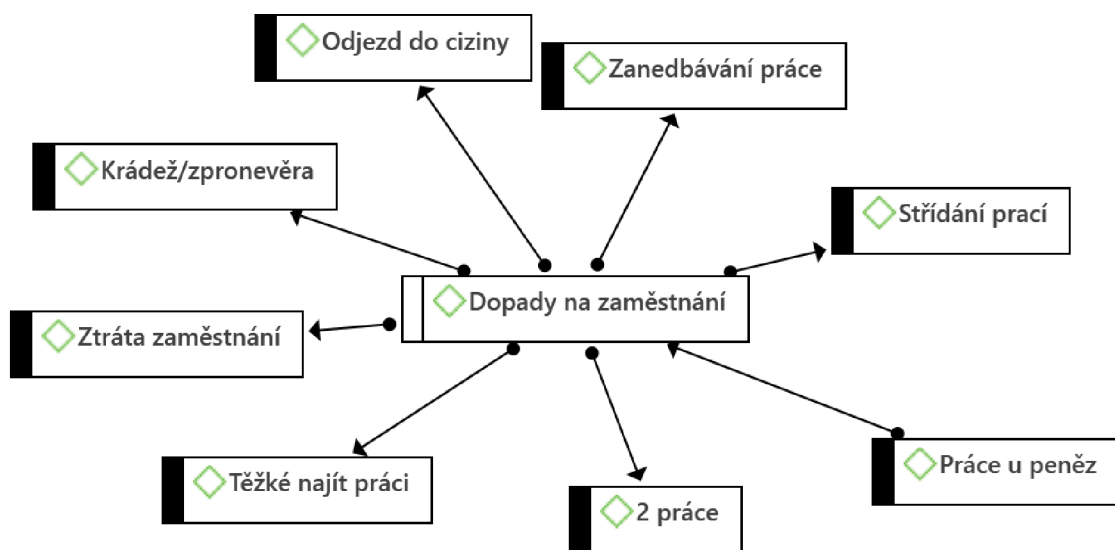 Odjezd do ciziny
Zanedbávání práce
Krádež/zpronevěra
Střídání prací
Dopady na zaměstnání
Ztráta zaměstnání
Těžké najít práci
Práce u peněz
2 práce